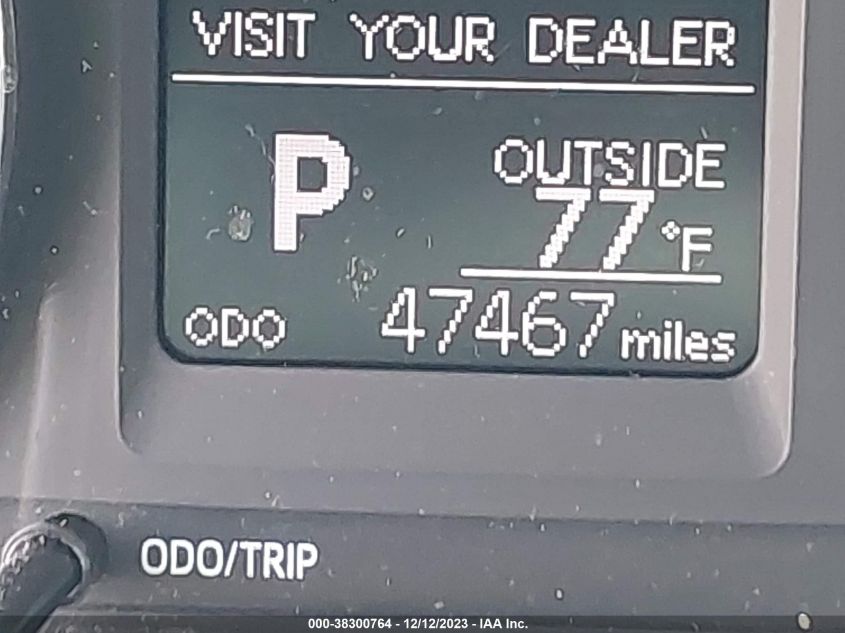 VISIT YOUR DEALER
P
OUTSIDE
77 °F
ODO 47467 miles
ODO/TRIP
000-38300764 - 12/12/2023 - IAA Inc.